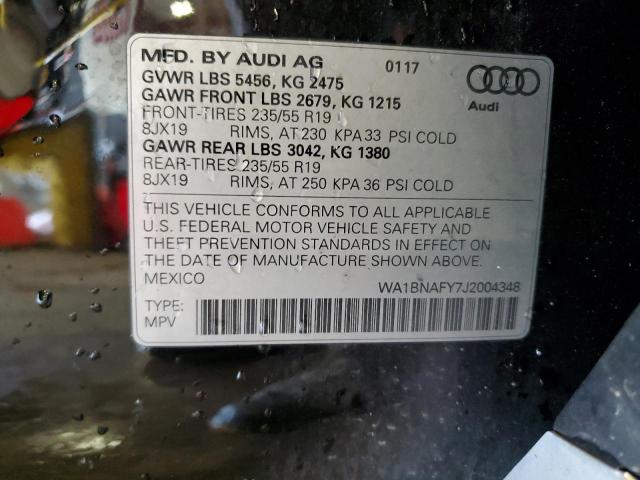 MFD. BY AUDI AG 0117
GVWR LBS 5456, KG 2475
GAWR FRONT LBS 2679, KG 1215
FRONT-TIRES 235/55 R19
8JX19 RIMS, AT 230 KPA 33 PSI COLD
GAWR REAR LBS 3042, KG 1380
REAR-TIRES 235/55 R19
8JX19 RIMS, AT 250 KPA 36 PSI COLD
Audi
THIS VEHICLE CONFORMS TO ALL APPLICABLE
U.S. FEDERAL MOTOR VEHICLE SAFETY AND
THEFT PREVENTION STANDARDS IN EFFECT ON
THE DATE OF MANUFACTURE SHOWN ABOVE.
MEXICO WA1BNAFY7J2004348
TYPE:
MPV